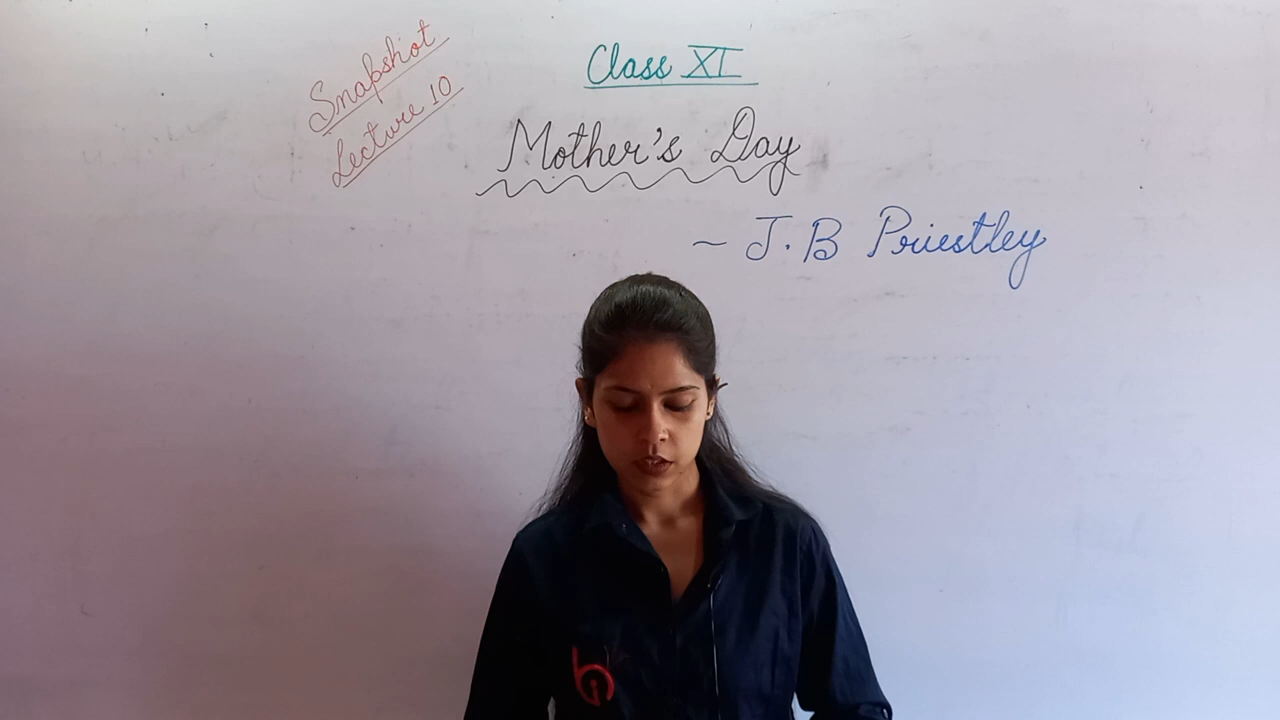 Snapshot
Lecture 10
Class XI
Mother's Day
~ J.B Priestley